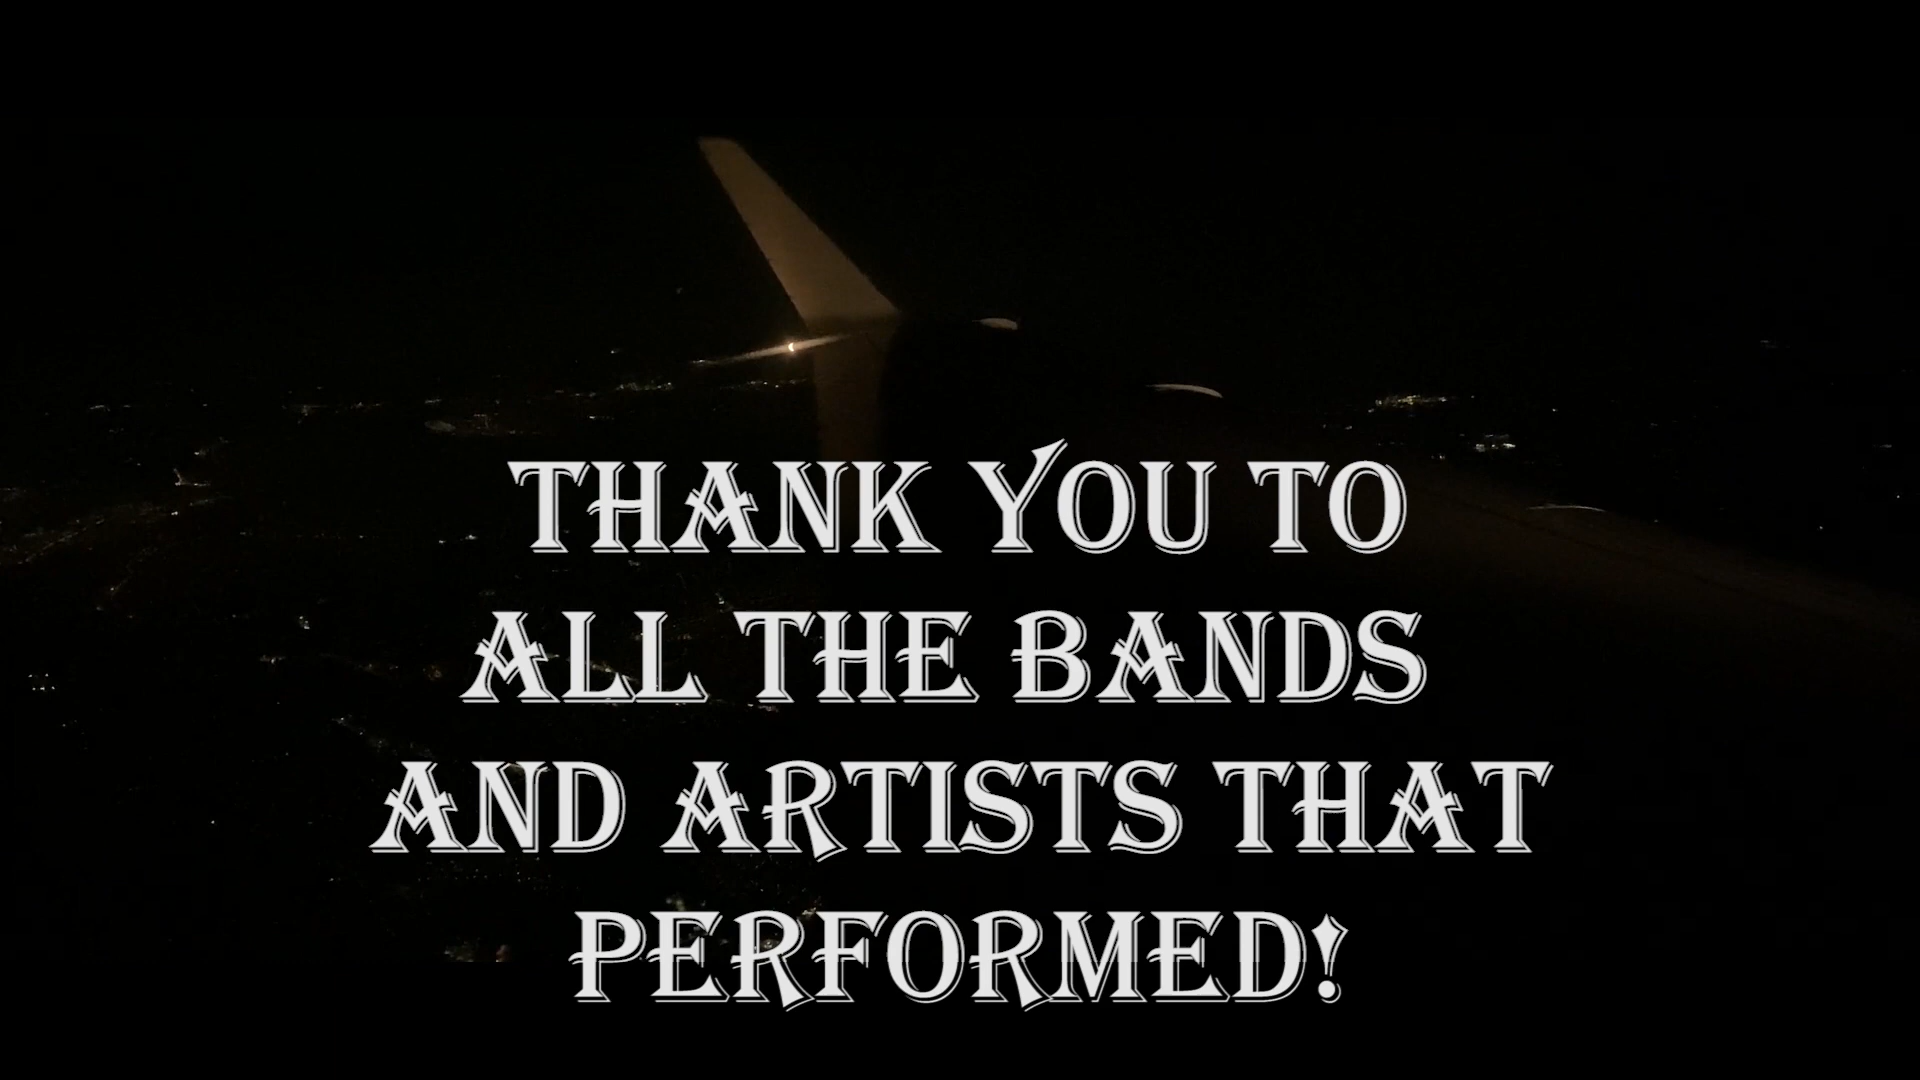 THANK YOU TO
ALL THE BANDS
AND ARTISTS THAT
PERFORMED!